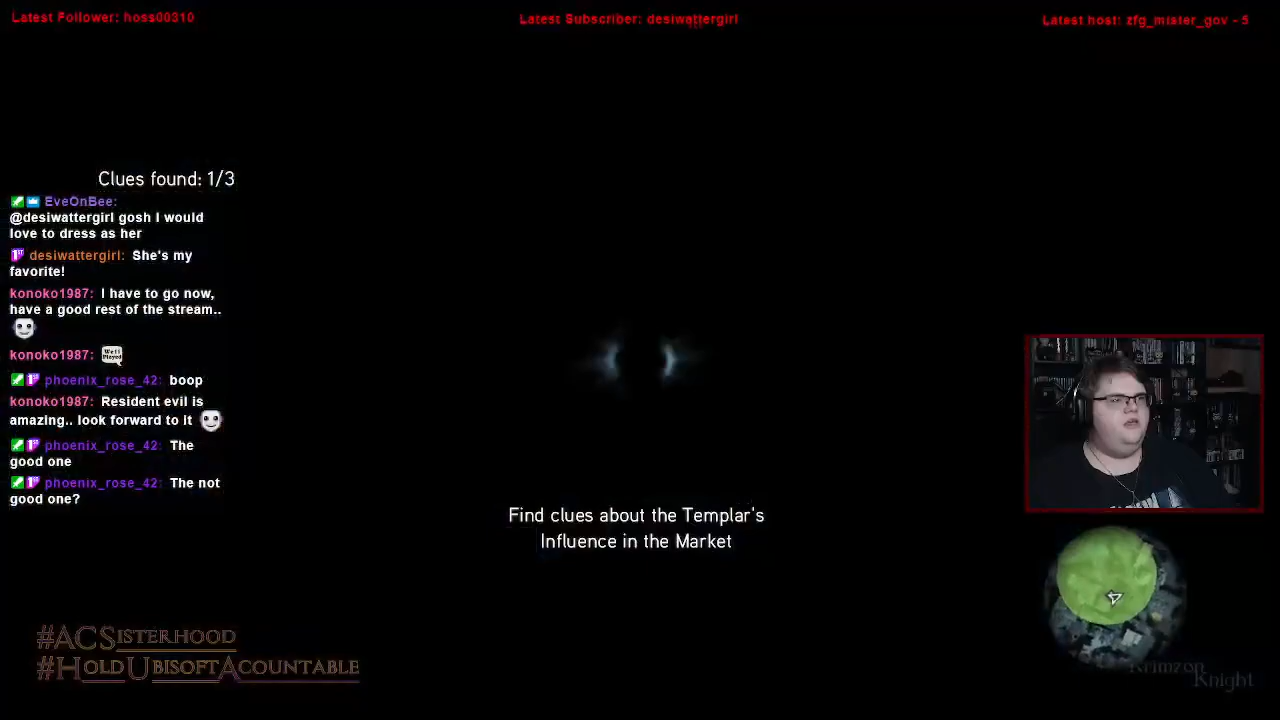 Latest Follower: hoss00310
Latest Subscriber: desiwattergirl
Latest host: zfg_mister_gov - 5
Clues found: 1/3
EveOnBee:
@desiwattergirl gosh I would
love to dress as her
desiwattergirl: She's my
favorite!
konoko1987: I have to go now,
have a good rest of the stream..
konoko1987: Well Played
phoenix_rose_42: boop
konoko1987: Resident evil is
amazing.. look forward to it
phoenix_rose_42: The
good one
phoenix_rose_42: The not
good one?
Find clues about the Templar's
Influence in the Market
#ACSisterhood
#HoldUbisoftAcountable
Krimzon
Knight